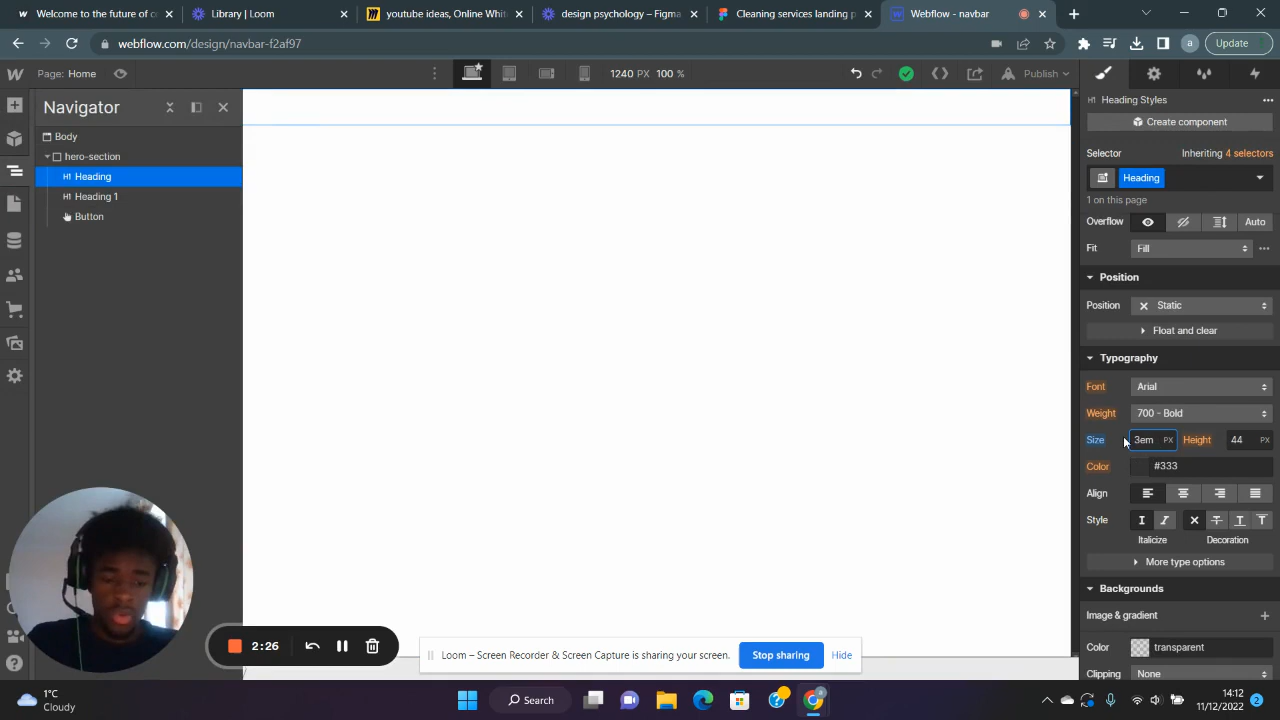 Welcome to the future of c
Library | Loom
youtube ideas, Online Whit
design psychology – Figma
Cleaning services landing p
Webflow - navbar
webflow.com/design/navbar-f2af97
a
Update
Page: Home
1240 PX 100 %
Publish
Navigator
Body
hero-section
H1 Heading
H1 Heading 1
Button
H1 Heading Styles
Create component
Selector
Inheriting 4 selectors
Heading
1 on this page
Overflow
Auto
Fit
Fill
Position
Position
Static
Float and clear
Typography
Font
Arial
Weight
700 - Bold
Size
3em PX
Height
44 PX
Color
#333
Align
Style
Italicize
Decoration
More type options
Backgrounds
Image & gradient
Color
transparent
Clipping
None
2:26
Loom – Screen Recorder & Screen Capture is sharing your screen.
Stop sharing
Hide
1°C
Cloudy
Search
14:12
11/12/2022